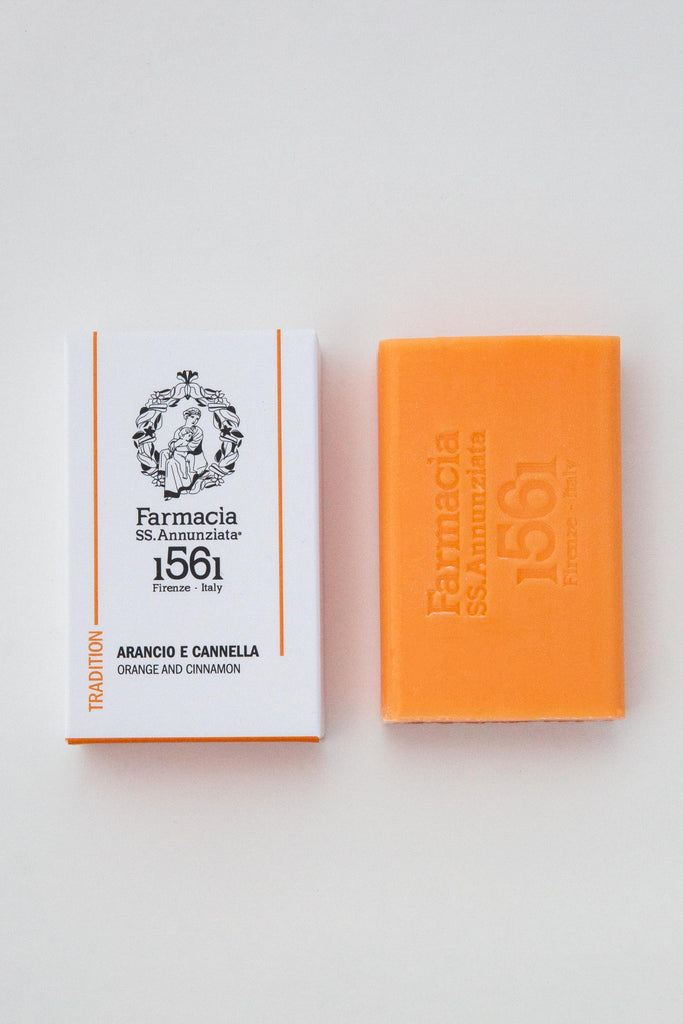 Farmacia
SS. Annunziata®
1561
Firenze · Italy
TRADITION
ARANCIO E CANNELLA
ORANGE AND CINNAMON
Farmacia
SS. Annunziata
1561
Firenze · Italy